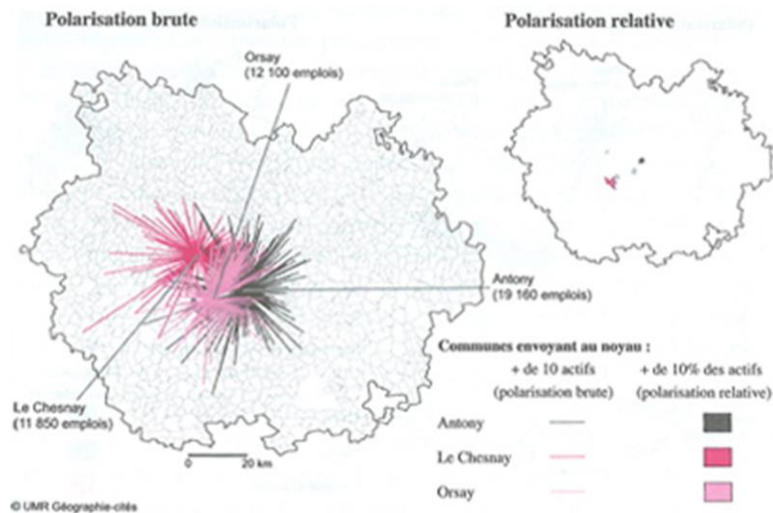 Polarisation brute
Polarisation relative
Orsay
(12 100 emplois)
Antony
(19 160 emplois)
Le Chesnay
(11 850 emplois)
0 20 km
Communes envoyant au noyau :
+ de 10 actifs + de 10% des actifs
(polarisation brute) (polarisation relative)
Antony
Le Chesnay
Orsay
© UMR Géographie-cités